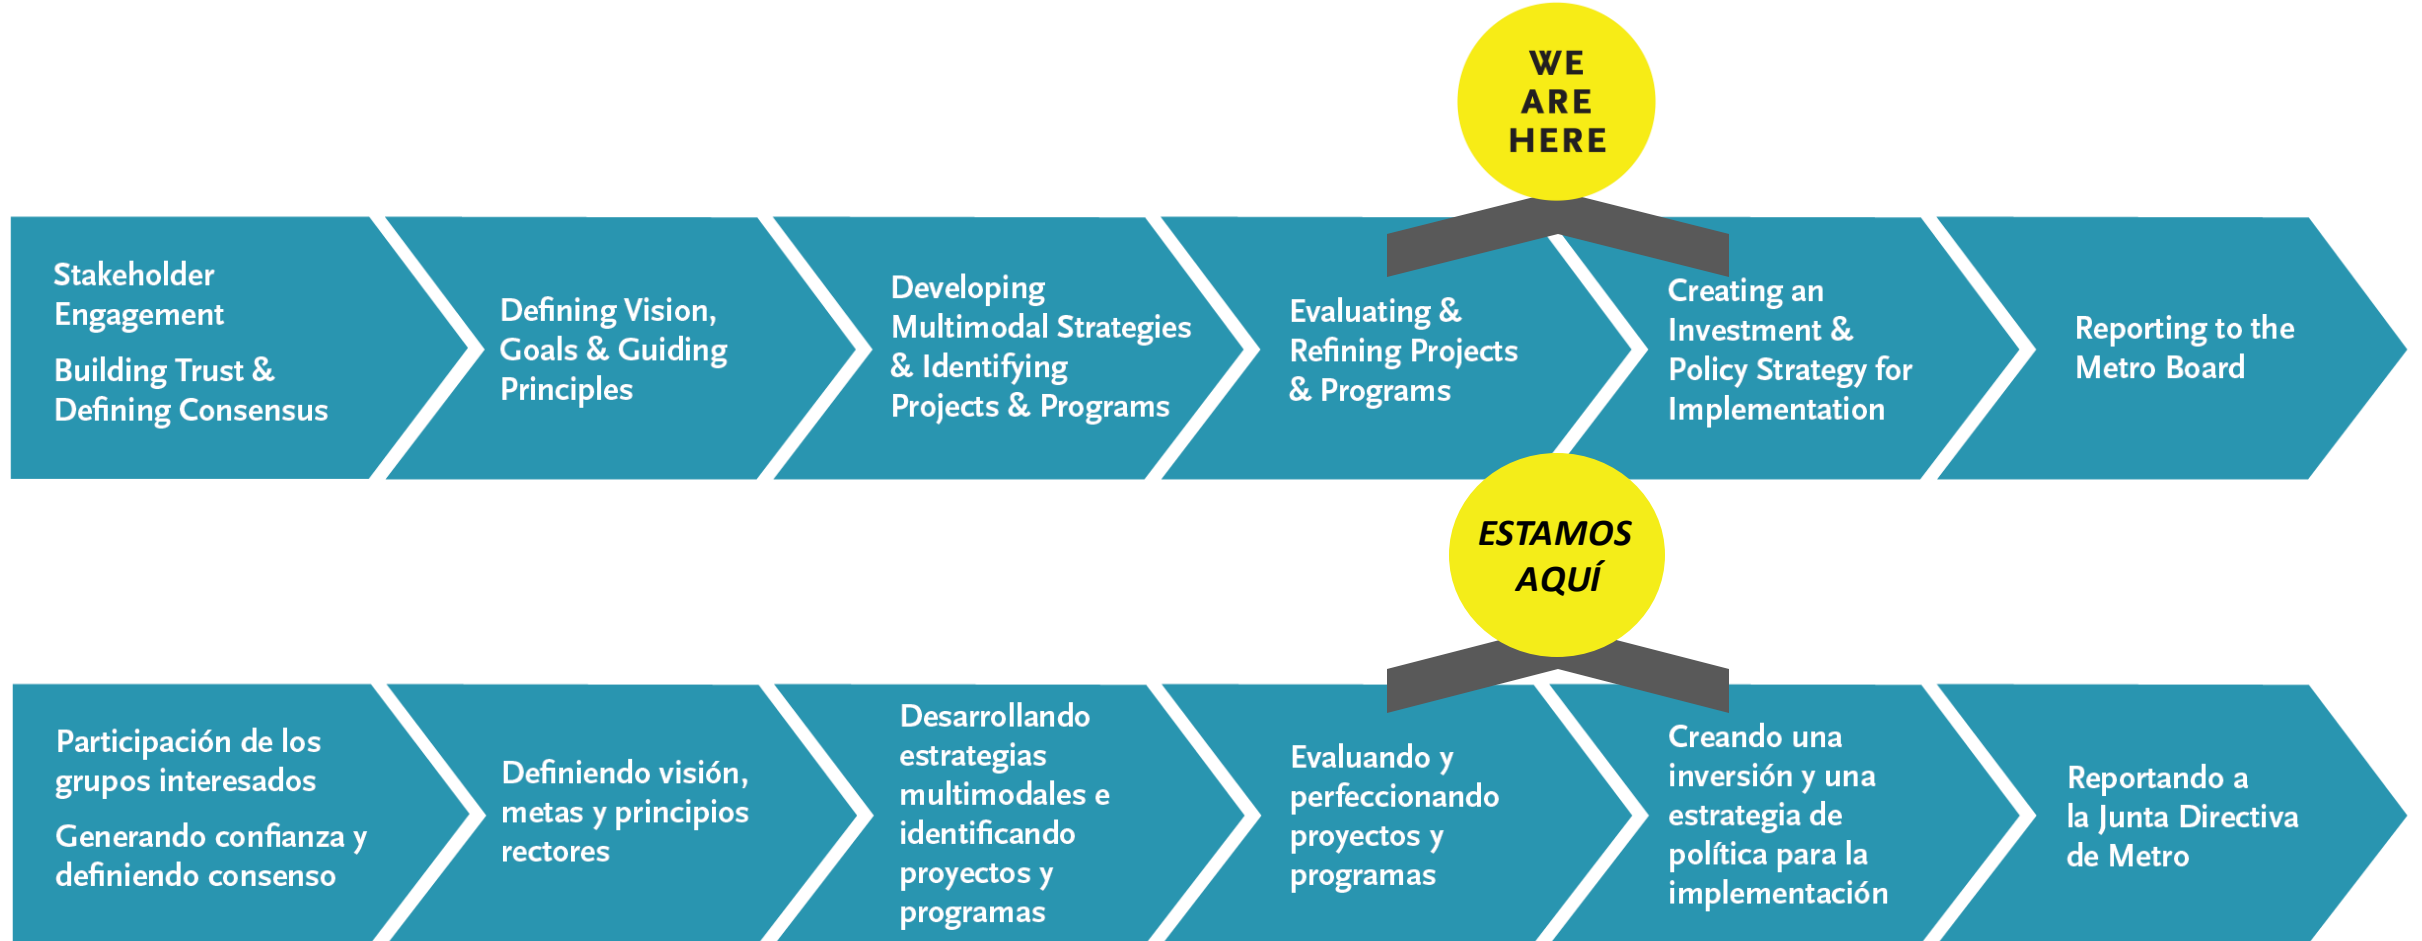 WE
ARE
HERE
Stakeholder
Engagement
Building Trust &
Defining Consensus
Defining Vision,
Goals & Guiding
Principles
Developing
Multimodal Strategies
& Identifying
Projects & Programs
Evaluating &
Refining Projects
& Programs
Creating an
Investment &
Policy Strategy for
Implementation
Reporting to the
Metro Board
ESTAMOS
AQUÍ
Participación de los
grupos interesados
Generando confianza y
definiendo consenso
Definiendo visión,
metas y principios
rectores
Desarrollando
estrategias
multimodales e
identificando
proyectos y
programas
Evaluando y
perfeccionando
proyectos y
programas
Creando una
inversión y una
estrategia de
política para la
implementación
Reportando a
la Junta Directiva
de Metro